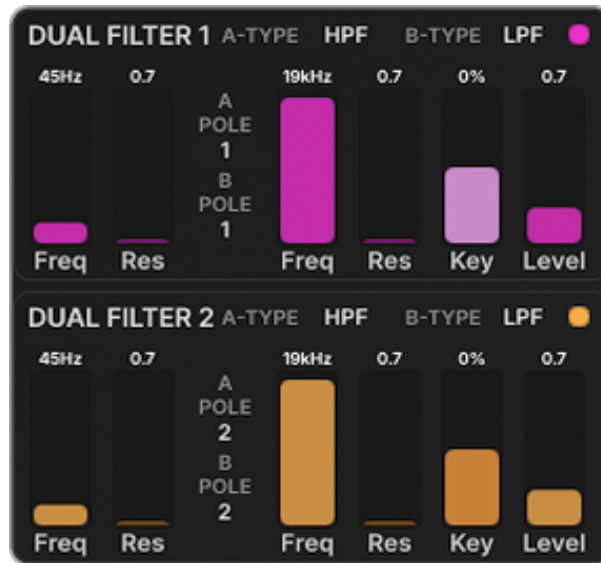 DUAL FILTER 1 A-TYPE HPF B-TYPE LPF
45Hz 0.7 19kHz 0.7 0% 0.7
A
POLE
1
B
POLE
1
Freq Res Freq Res Key Level
DUAL FILTER 2 A-TYPE HPF B-TYPE LPF
45Hz 0.7 19kHz 0.7 0% 0.7
A
POLE
2
B
POLE
2
Freq Res Freq Res Key Level